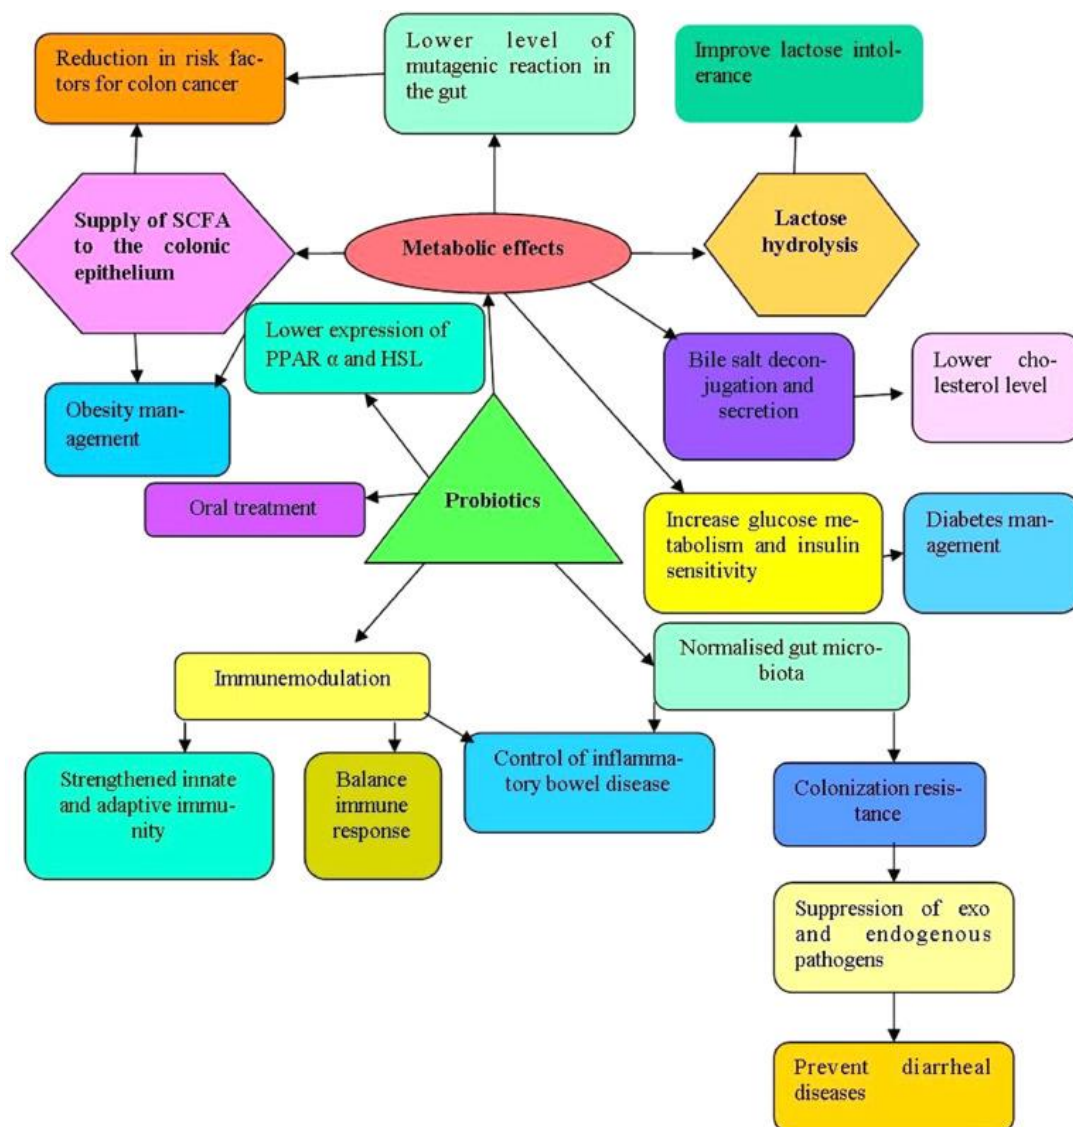 Reduction in risk fac-
tors for colon cancer
Lower level of
mutagenic reaction in
the gut
Improve lactose intol-
erance
Supply of SCFA
to the colonic
epithelium
Metabolic effects
Lactose
hydrolysis
Lower expression of
PPAR α and HSL
Bile salt decon-
jugation and
secretion
Lower cho-
lesterol level
Obesity man-
agement
Oral treatment
Probiotics
Increase glucose me-
tabolism and insulin
sensitivity
Diabetes man-
agement
Immunemodulation
Normalised gut micro-
biota
Strengthened innate
and adaptive immu-
nity
Balance
immune
response
Control of inflamma-
tory bowel disease
Colonization resis-
tance
Suppression of exo
and endogenous
pathogens
Prevent diarrheal
diseases